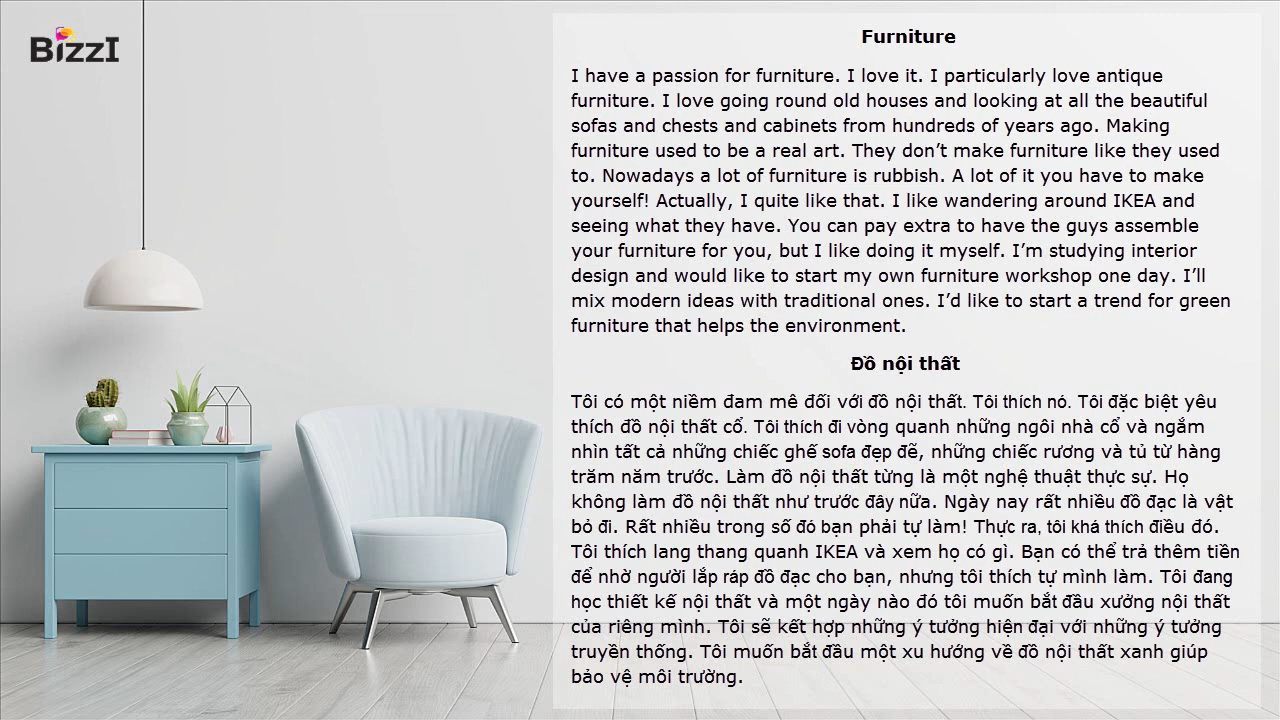 BizzI
Furniture
I have a passion for furniture. I love it. I particularly love antique
furniture. I love going round old houses and looking at all the beautiful
sofas and chests and cabinets from hundreds of years ago. Making
furniture used to be a real art. They don’t make furniture like they used
to. Nowadays a lot of furniture is rubbish. A lot of it you have to make
yourself! Actually, I quite like that. I like wandering around IKEA and
seeing what they have. You can pay extra to have the guys assemble
your furniture for you, but I like doing it myself. I’m studying interior
design and would like to start my own furniture workshop one day. I’ll
mix modern ideas with traditional ones. I’d like to start a trend for green
furniture that helps the environment.
Đồ nội thất
Tôi có một niềm đam mê đối với đồ nội thất. Tôi thích nó. Tôi đặc biệt yêu
thích đồ nội thất cổ. Tôi thích đi vòng quanh những ngôi nhà cổ và ngắm
nhìn tất cả những chiếc ghế sofa đẹp đẽ, những chiếc rương và tủ từ hàng
trăm năm trước. Làm đồ nội thất từng là một nghệ thuật thực sự. Họ
không làm đồ nội thất như trước đây nữa. Ngày nay rất nhiều đồ đạc là vật
bỏ đi. Rất nhiều trong số đó bạn phải tự làm! Thực ra, tôi khá thích điều đó.
Tôi thích lang thang quanh IKEA và xem họ có gì. Bạn có thể trả thêm tiền
để nhờ người lắp ráp đồ đạc cho bạn, nhưng tôi thích tự mình làm. Tôi đang
học thiết kế nội thất và một ngày nào đó tôi muốn bắt đầu xưởng nội thất
của riêng mình. Tôi sẽ kết hợp những ý tưởng hiện đại với những ý tưởng
truyền thống. Tôi muốn bắt đầu một xu hướng về đồ nội thất xanh giúp
bảo vệ môi trường.